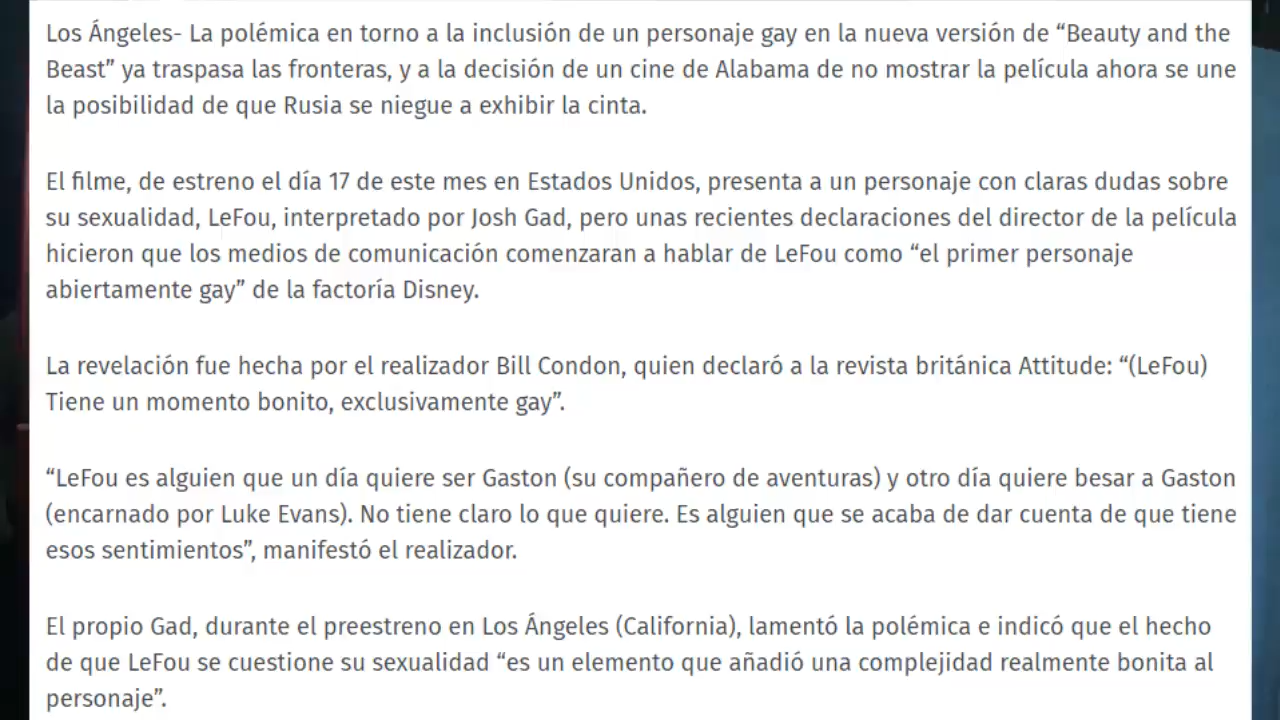 Los Ángeles- La polémica en torno a la inclusión de un personaje gay en la nueva versión de “Beauty and the
Beast” ya traspasa las fronteras, y a la decisión de un cine de Alabama de no mostrar la película ahora se une
la posibilidad de que Rusia se niegue a exhibir la cinta.
El filme, de estreno el día 17 de este mes en Estados Unidos, presenta a un personaje con claras dudas sobre
su sexualidad, LeFou, interpretado por Josh Gad, pero unas recientes declaraciones del director de la película
hicieron que los medios de comunicación comenzaran a hablar de LeFou como “el primer personaje
abiertamente gay” de la factoría Disney.
La revelación fue hecha por el realizador Bill Condon, quien declaró a la revista británica Attitude: “(LeFou)
Tiene un momento bonito, exclusivamente gay”.
“LeFou es alguien que un día quiere ser Gaston (su compañero de aventuras) y otro día quiere besar a Gaston
(encarnado por Luke Evans). No tiene claro lo que quiere. Es alguien que se acaba de dar cuenta de que tiene
esos sentimientos”, manifestó el realizador.
El propio Gad, durante el preestreno en Los Ángeles (California), lamentó la polémica e indicó que el hecho
de que LeFou se cuestione su sexualidad “es un elemento que añadió una complejidad realmente bonita al
personaje”.